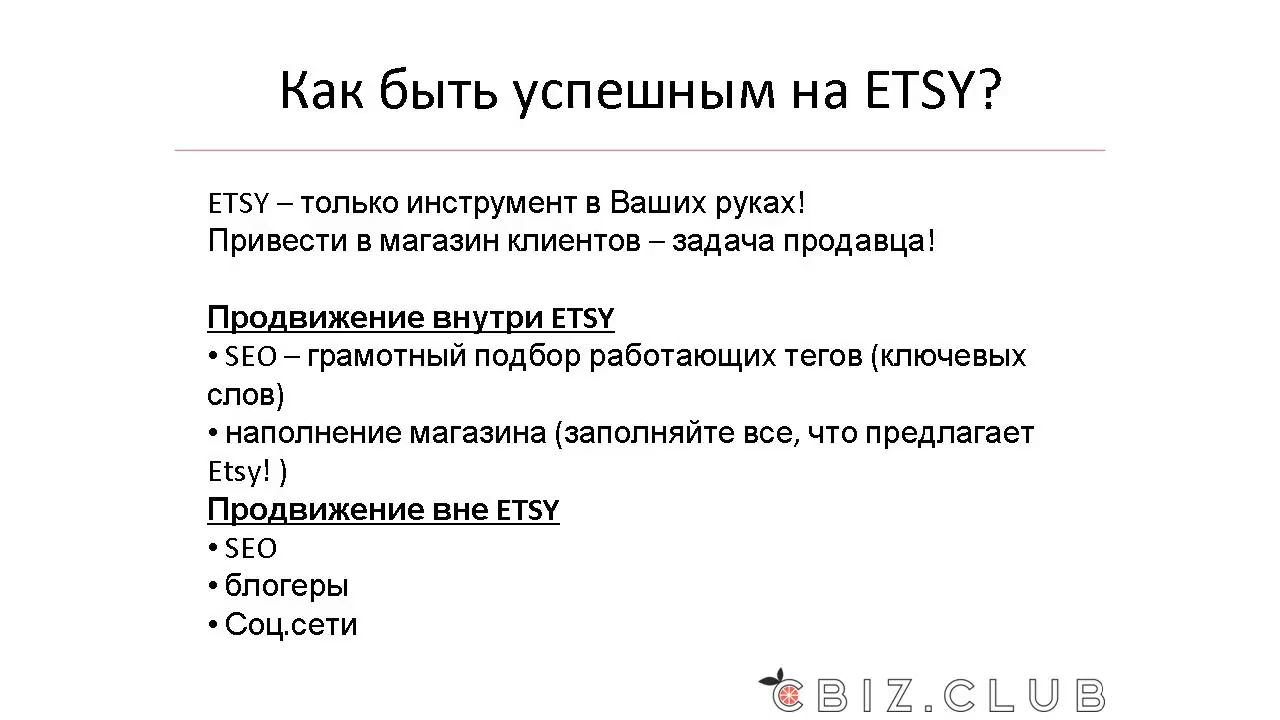 Как быть успешным на ETSY?
ETSY – только инструмент в Ваших руках!
Привести в магазин клиентов – задача продавца!
Продвижение внутри ETSY
• SEO – грамотный подбор работающих тегов (ключевых
слов)
• наполнение магазина (заполняйте все, что предлагает
Etsy! )
Продвижение вне ETSY
• SEO
• блогеры
• Соц.сети
CBIZ.CLUB